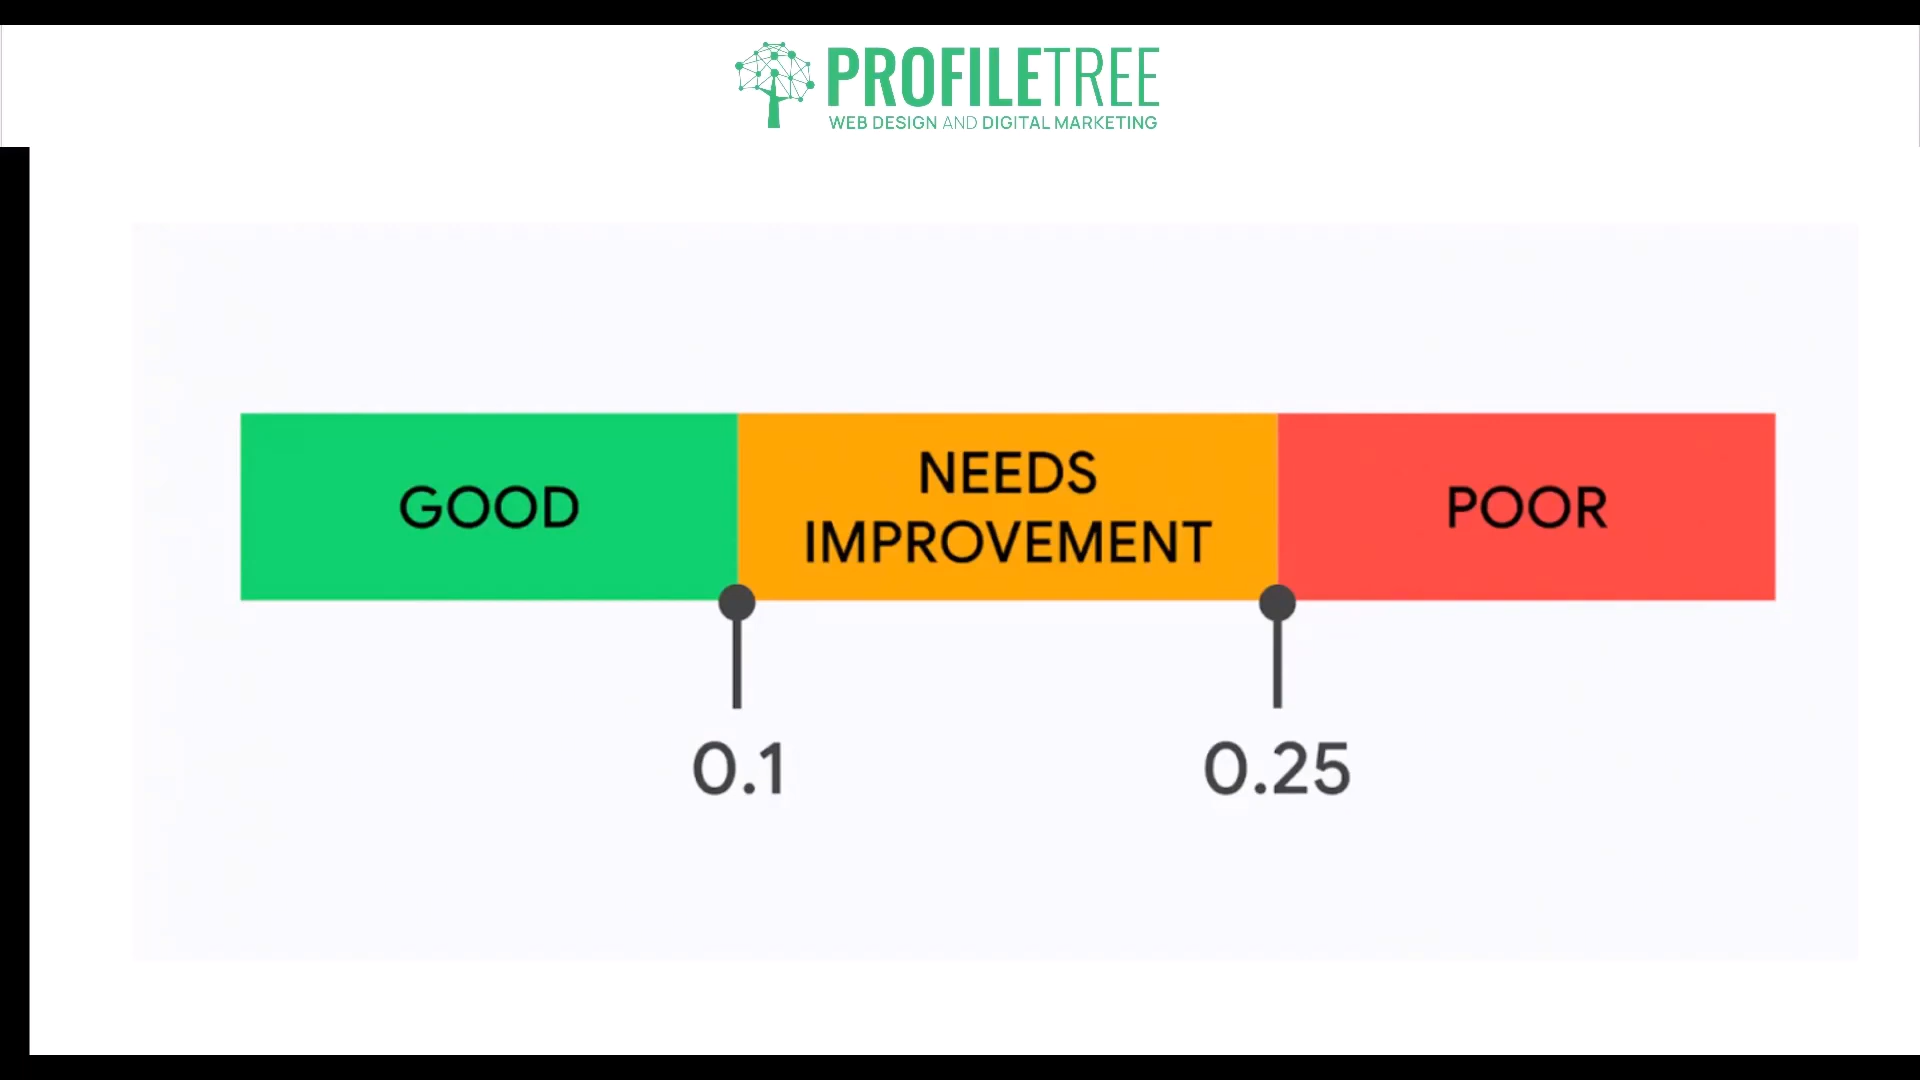 PROFILETREE
WEB DESIGN AND DIGITAL MARKETING
GOOD
NEEDS
IMPROVEMENT
POOR
0.1
0.25